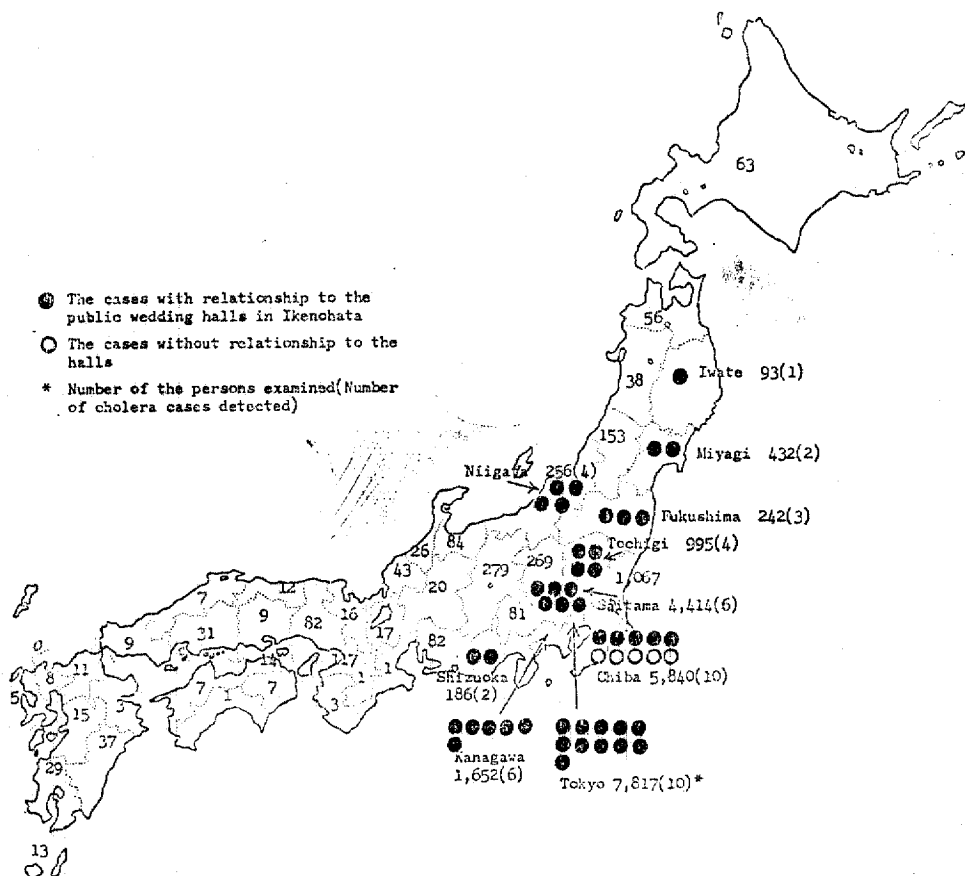 63
The cases with relationship to the
public wedding halls in Ikenohata
The cases without relationship to the
halls
* Number of the persons examined(Number
of cholera cases detected)
56
38
Iwate 93(1)
153
Miyagi 432(2)
Niigata 256(4)
Fukushima 242(3)
Tochigi 995(4)
26
84
43
279
269
1,067
20
Saitama 4,414(6)
7
12
16
81
9
82
31
17
9
82
Chiba 5,840(10)
11
14
117
Shizuoka
186(2)
8
1
5
7
7
1
1
15
3
3
37
Kanagawa
1,652(6)
29
Tokyo 7,817(10)*
13